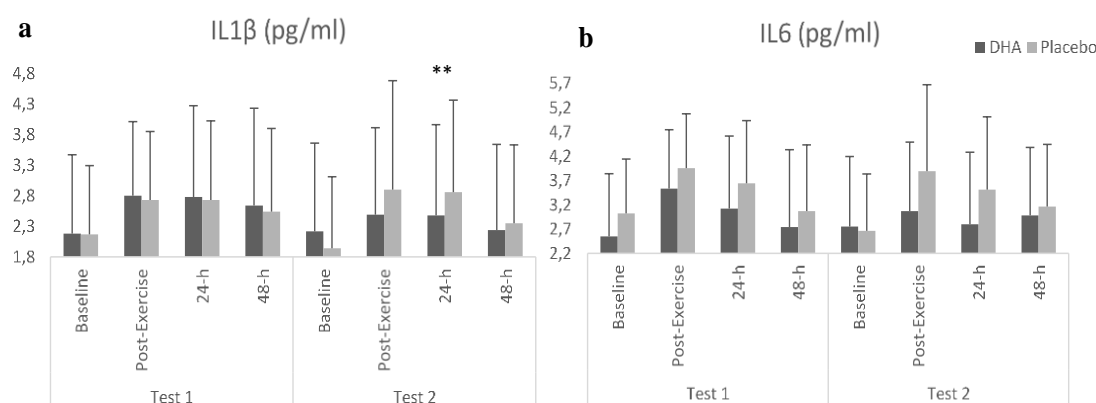 a
IL1β (pg/ml)
4,8
4,3
3,8
3,3
2,8
2,3
1,8
**
Baseline
Post-Exercise
24-h
48-h
Baseline
Post-Exercise
24-h
48-h
Test 1
Test 2
b
IL6 (pg/ml)
DHA
Placebo
5,7
5,2
4,7
4,2
3,7
3,2
2,7
2,2
Baseline
Post-Exercise
24-h
48-h
Baseline
Post-Exercise
24-h
48-h
Test 1
Test 2